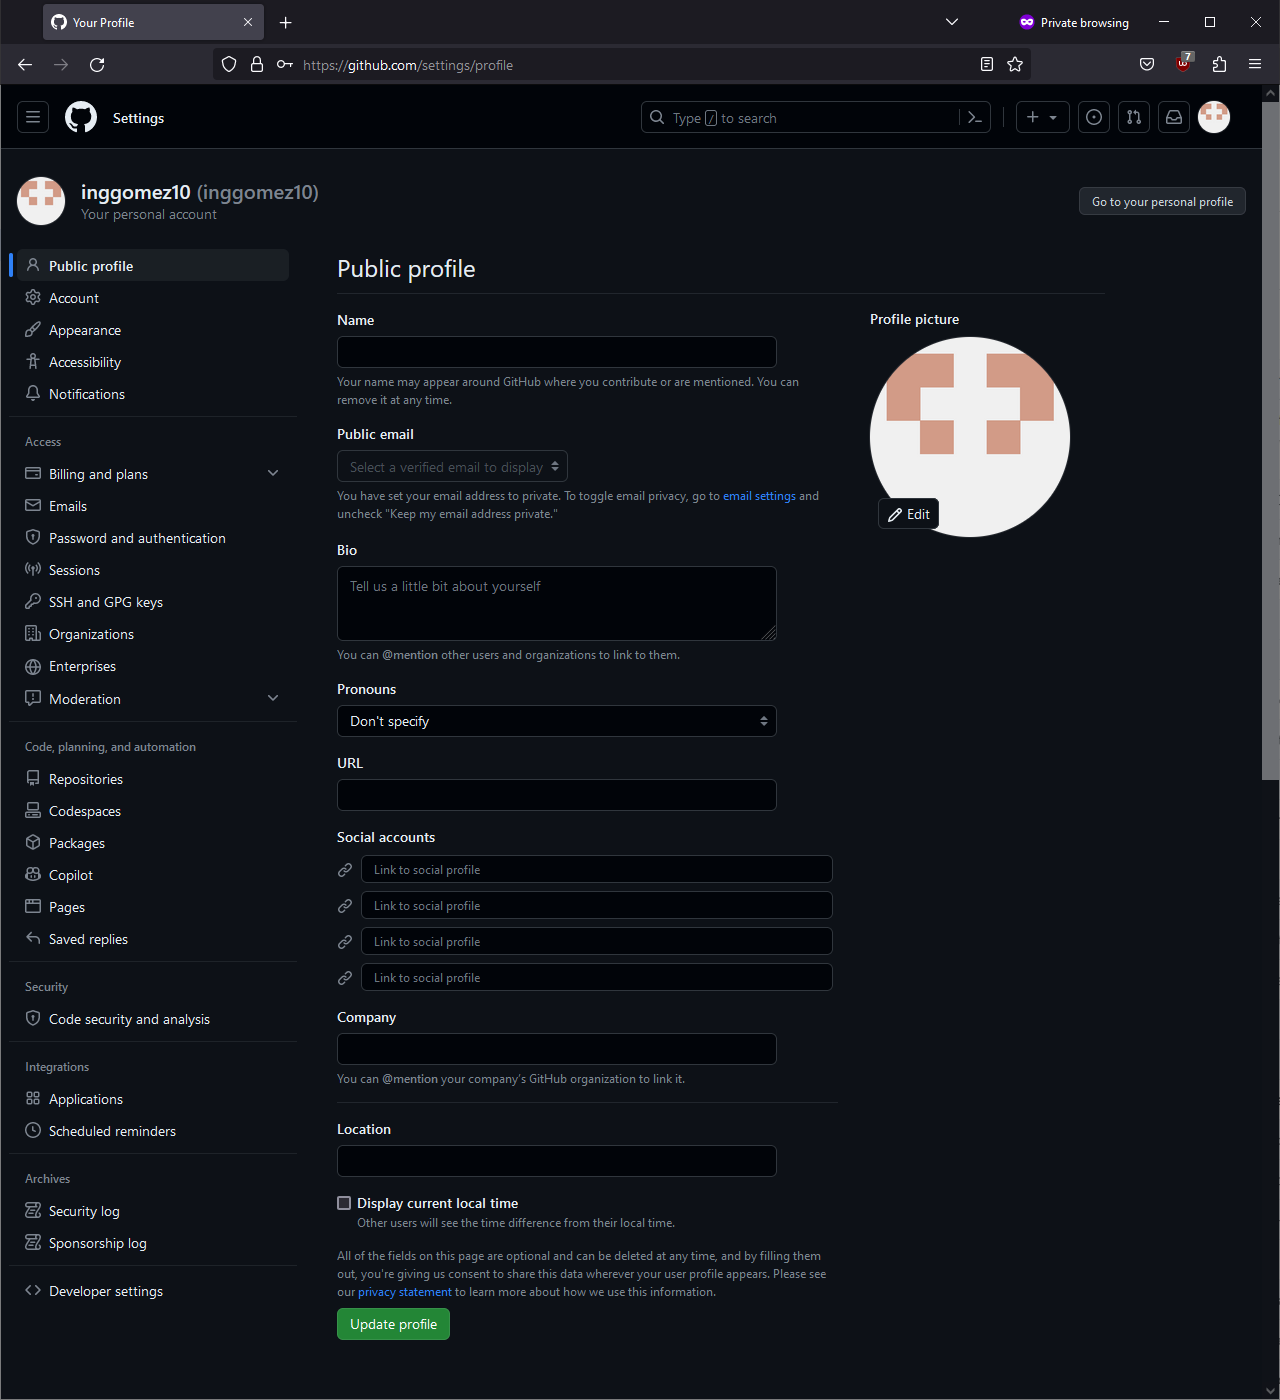 Your Profile
Private browsing
https://github.com/settings/profile
7
Settings
Type / to search
inggomez10 (inggomez10)
Your personal account
Go to your personal profile
Public profile
Account
Appearance
Accessibility
Notifications
Access
Billing and plans
Emails
Password and authentication
Sessions
SSH and GPG keys
Organizations
Enterprises
Moderation
Code, planning, and automation
Repositories
Codespaces
Packages
Copilot
Pages
Saved replies
Security
Code security and analysis
Integrations
Applications
Scheduled reminders
Archives
Security log
Sponsorship log
Developer settings
Public profile
Name
Your name may appear around GitHub where you contribute or are mentioned. You can
remove it at any time.
Public email
Select a verified email to display
You have set your email address to private. To toggle email privacy, go to email settings and
uncheck "Keep my email address private."
Bio
Tell us a little bit about yourself
You can @mention other users and organizations to link to them.
Pronouns
Don't specify
URL
Social accounts
Link to social profile
Link to social profile
Link to social profile
Link to social profile
Company
You can @mention your company's GitHub organization to link it.
Location
Display current local time
Other users will see the time difference from their local time.
All of the fields on this page are optional and can be deleted at any time, and by filling them
out, you're giving us consent to share this data wherever your user profile appears. Please see
our privacy statement to learn more about how we use this information.
Update profile
Profile picture
Edit